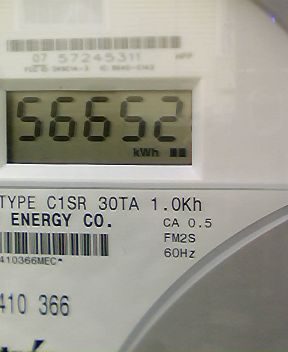 07 57245311
56652
kWh
TYPE C1SR 30TA 1.0Kh
ENERGY CO.
CA 0.5
FM2S
60Hz
410366MEC*
410 366